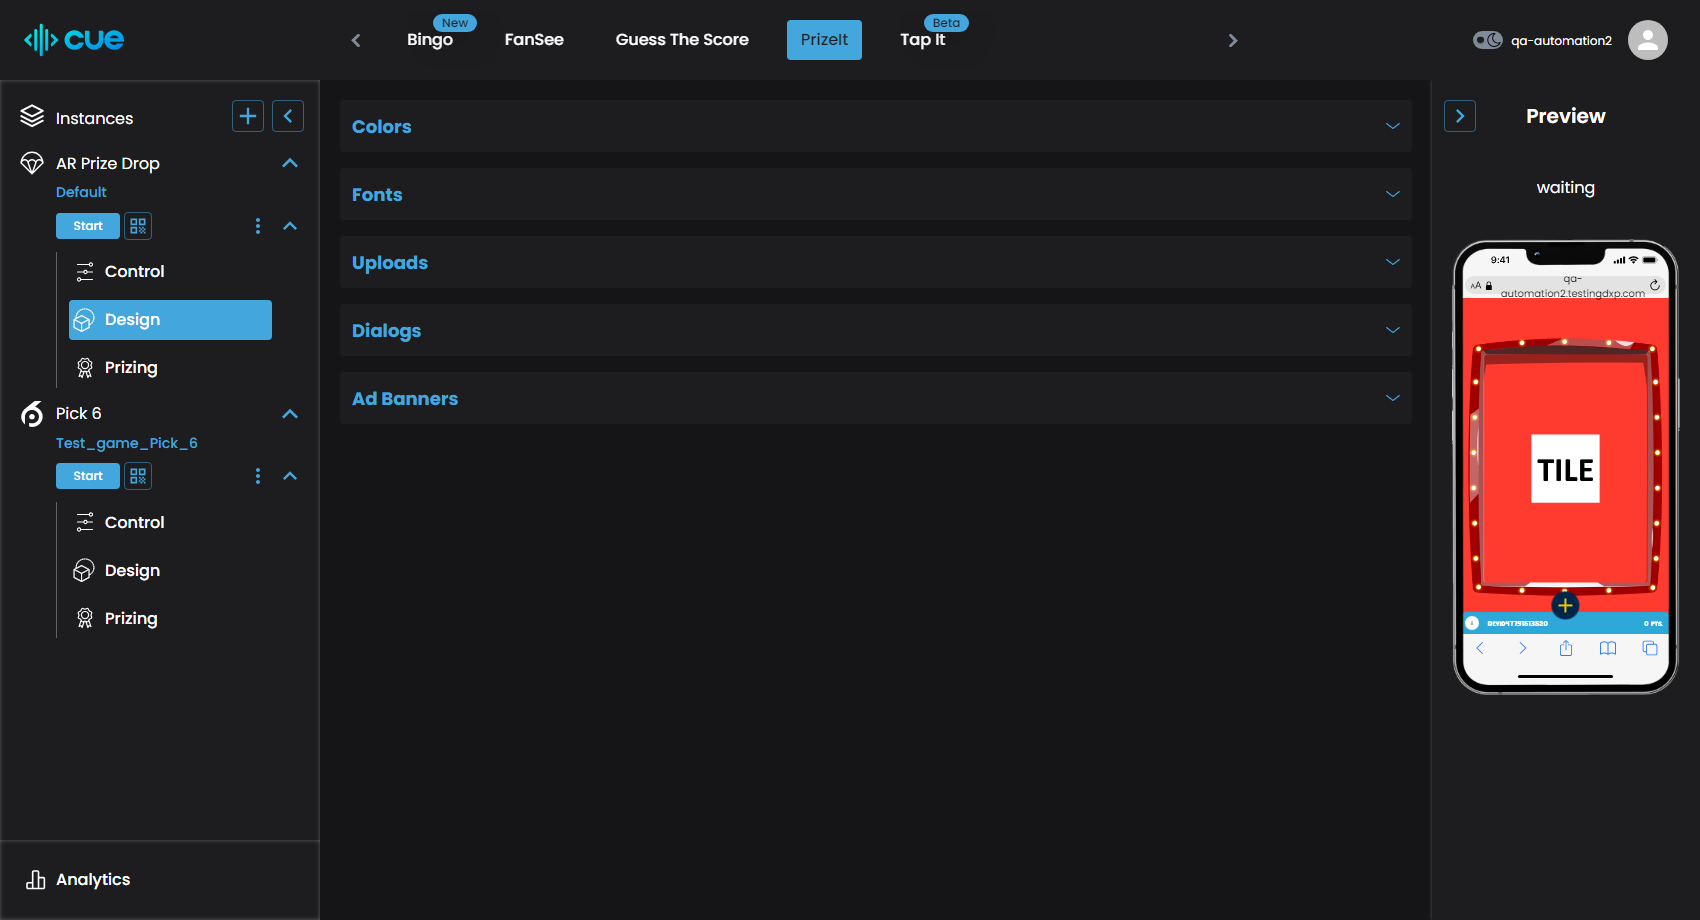 cue
Bingo
New
FanSee
Guess The Score
PrizeIt
Tap It
Beta
qa-automation2
Instances
AR Prize Drop
Default
Start
Control
Design
Prizing
Pick 6
Test_game_Pick_6
Start
Control
Design
Prizing
Analytics
Colors
Fonts
Uploads
Dialogs
Ad Banners
Preview
waiting
9:41
AA
qa-
automation2.testingdxp.com
TILE
0 PTS.